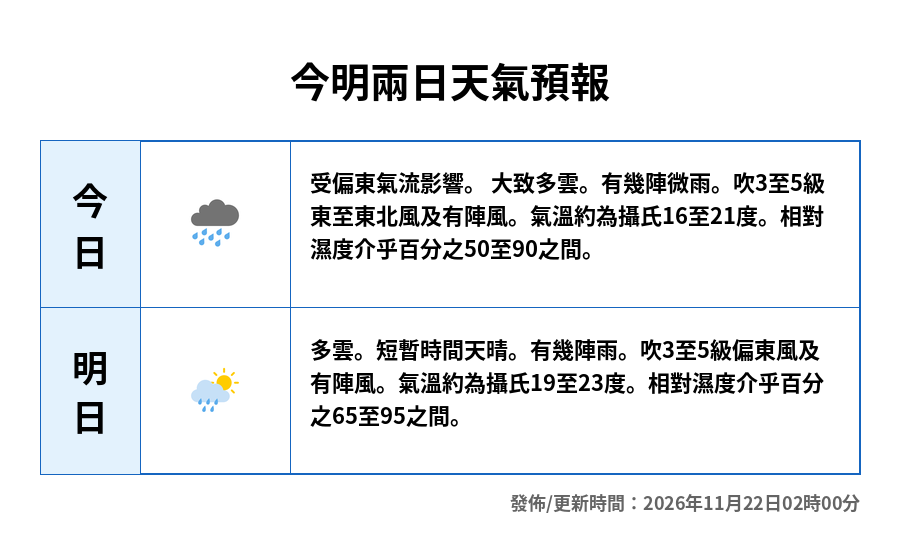 今明兩日天氣預報
今
日
受偏東氣流影響。 大致多雲。有幾陣微雨。吹3至5級
東至東北風及有陣風。氣溫約為攝氏16至21度。相對
濕度介乎百分之50至90之間。
明
日
多雲。短暫時間天晴。有幾陣雨。吹3至5級偏東風及
有陣風。氣溫約為攝氏19至23度。相對濕度介乎百分
之65至95之間。
發佈/更新時間：2026年11月22日02時00分